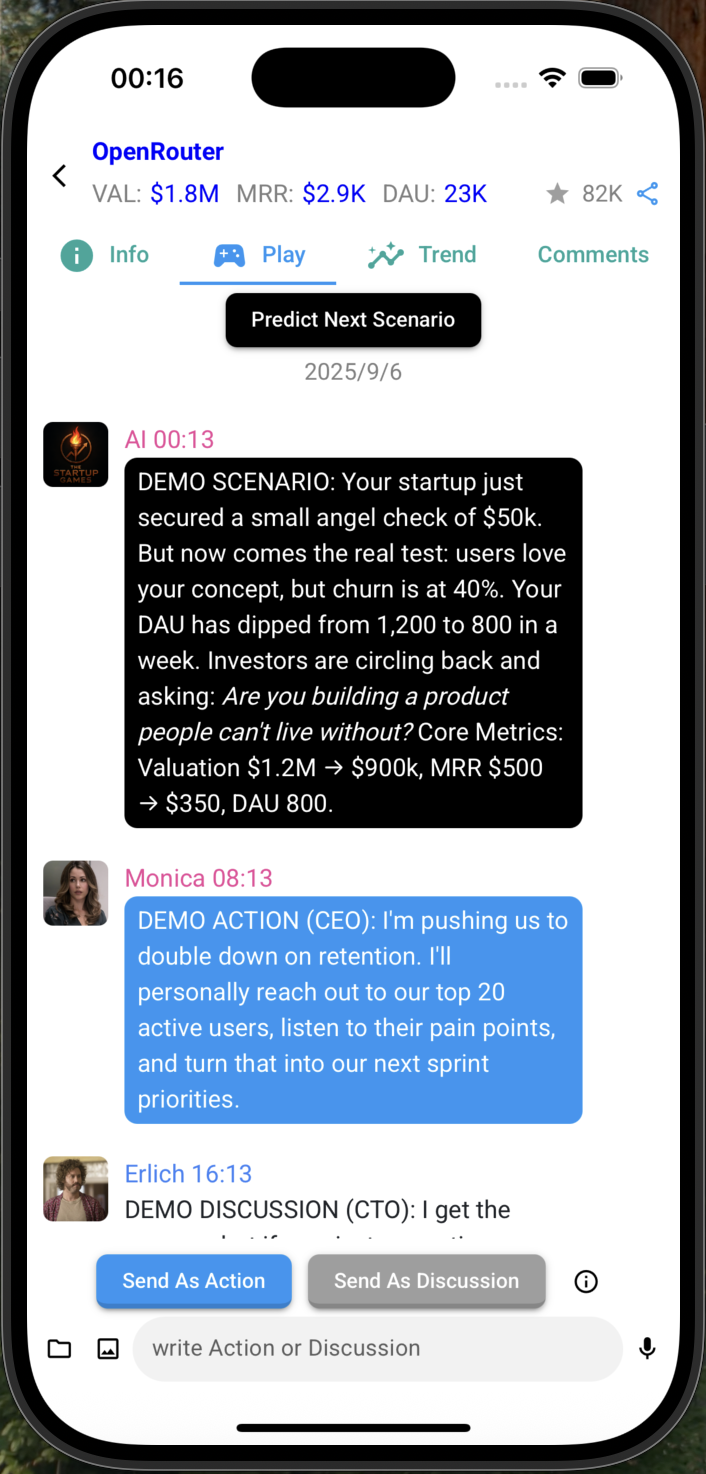 00:16
OpenRouter
VAL: $1.8M MRR: $2.9K DAU: 23K 82K
Info Play Trend Comments
Predict Next Scenario
2025/9/6
AI 00:13
THE
STARTUP
GAMES
DEMO SCENARIO: Your startup just
secured a small angel check of $50k.
But now comes the real test: users love
your concept, but churn is at 40%. Your
DAU has dipped from 1,200 to 800 in a
week. Investors are circling back and
asking: Are you building a product
people can't live without? Core Metrics:
Valuation $1.2M → $900k, MRR $500
→ $350, DAU 800.
Monica 08:13
DEMO ACTION (CEO): I'm pushing us to
double down on retention. I'll
personally reach out to our top 20
active users, listen to their pain points,
and turn that into our next sprint
priorities.
Erlich 16:13
DEMO DISCUSSION (CTO): I get the
Send As Action Send As Discussion
write Action or Discussion